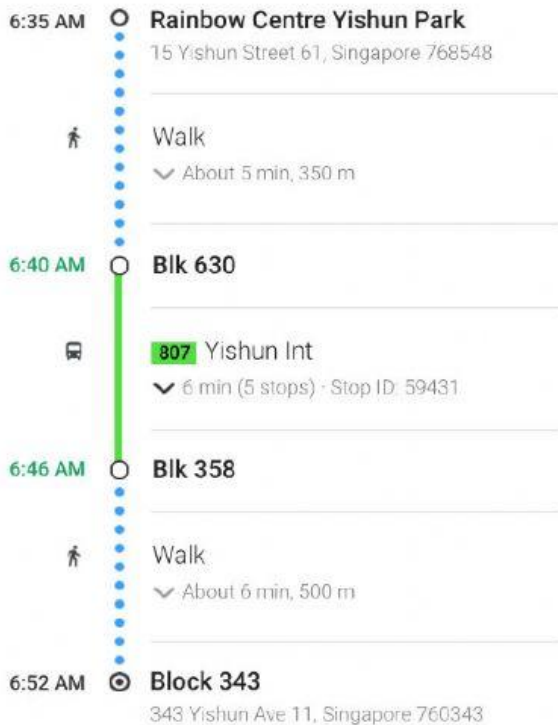 6:35 AM Rainbow Centre Yishun Park
15 Yishun Street 61, Singapore 768548
Walk
About 5 min, 350 m
6:40 AM Blk 630
807 Yishun Int
6 min (5 stops) · Stop ID: 59431
6:46 AM Blk 358
Walk
About 6 min, 500 m
6:52 AM Block 343
343 Yishun Ave 11, Singapore 760343